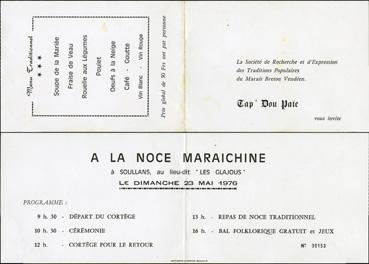 Menu Traditionnel
★ ★ ★
Soupe de la Mariée
Fraise de Veau
Rouelle aux Légumes
Poulet
Oeufs à la Neige
Café - Goutte
Vin Blanc - Vin Rouge
Prix global de 50 Frs net par personne
La Société de Recherche et d'Expression
des Traditions Populaires
du Marais Breton Vendéen.
Tap' Dou Paie
vous invite
A LA NOCE MARAICHINE
à SOULLANS, au lieu-dit "LES GLAJOUS"
LE DIMANCHE 23 MAI 1976
PROGRAMME :
9 h. 30 - DÉPART DU CORTÈGE
10 h. 30 - CÉRÉMONIE
12 h. - CORTÈGE POUR LE RETOUR
13 h. - REPAS DE NOCE TRADITIONNEL
16 h. - BAL FOLKLORIQUE GRATUIT et JEUX
N° 00153